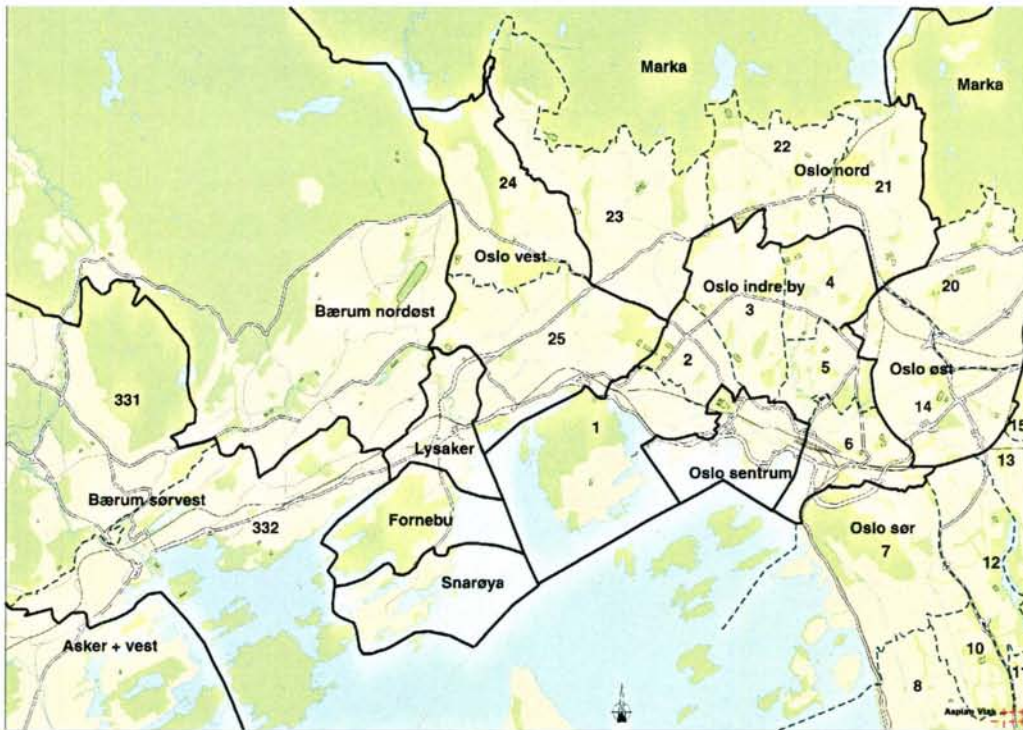 Marka
Marka
22
Oslo nord
24
21
23
Oslo vest
20
Oslo indre by
4
3
Bærum nordøst
25
2
5
Oslo øst
331
14
1
15
6
Lysaker
13
Oslo sentrum
Bærum sørvest
Fornebu
332
Oslo sør
7
12
Snarøya
Asker + vest
10
8
11
Asplan Viak